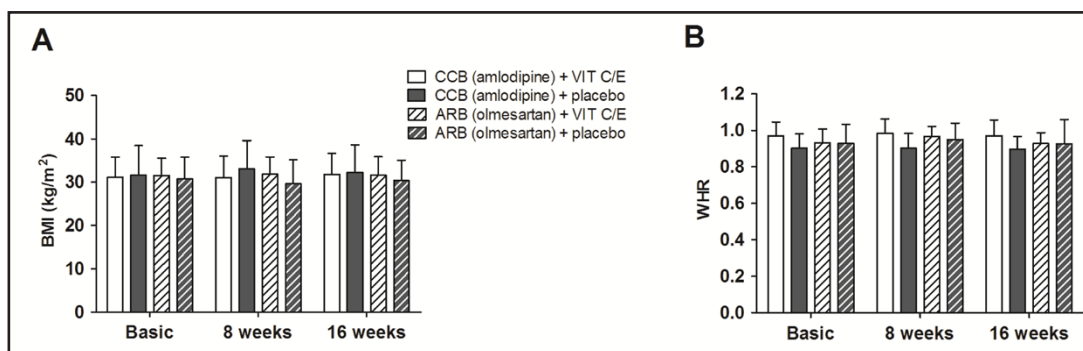 A
CCB (amlodipine) + VIT C/E
CCB (amlodipine) + placebo
ARB (olmesartan) + VIT C/E
ARB (olmesartan) + placebo
BMI (kg/m²)
50
40
30
20
10
0
Basic 8 weeks 16 weeks
B
WHR
1.2
1.0
0.8
0.6
0.4
0.2
0.0
Basic 8 weeks 16 weeks